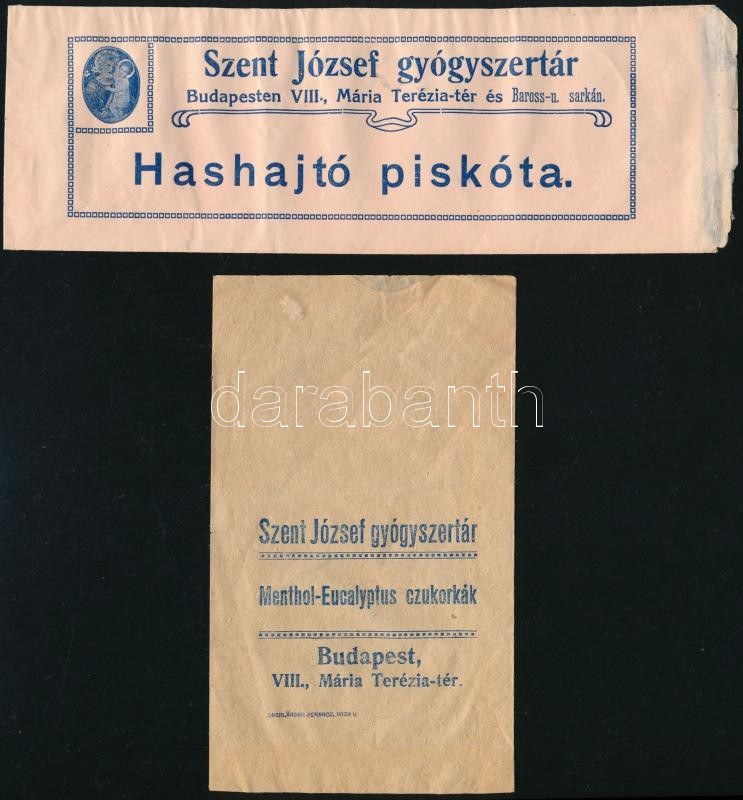 Szent József gyógyszertár
Budapesten VIII., Mária Terézia-tér és Baross-u. sarkán.
Hashajtó piskóta.
darabanth
Szent József gyógyszertár
Menthol-Eucalyptus czukorkák
Budapest,
VIII., Mária Terézia-tér.
WIEN V.